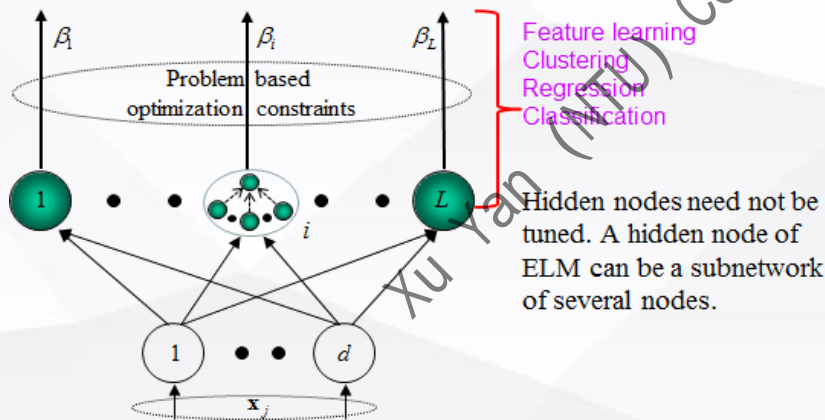 β₁
βᵢ
β_L
Feature learning
Clustering
Regression
Classification
Problem based
optimization constraints
1
L
i
Hidden nodes need not be
tuned. A hidden node of
ELM can be a subnetwork
of several nodes.
1
d
xⱼ
Xu Yan (NTU)